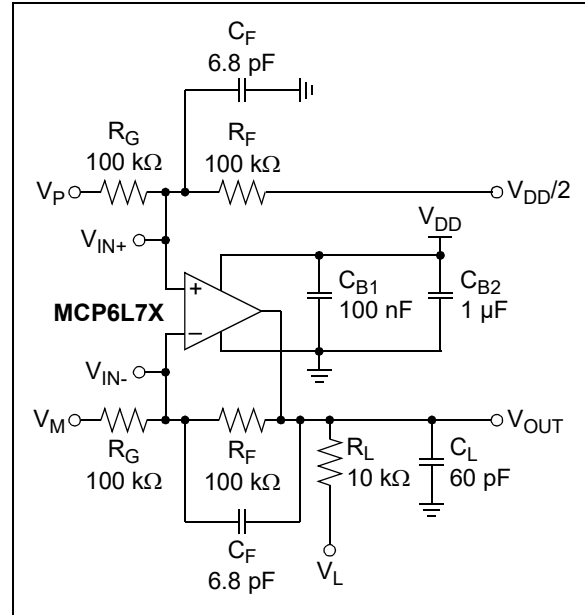 C_F
6.8 pF
R_G
100 kΩ
R_F
100 kΩ
V_P
V_DD/2
V_IN+
V_DD
+
MCP6L7X
–
C_B1
100 nF
C_B2
1 µF
V_IN-
V_M
V_OUT
R_G
100 kΩ
R_F
100 kΩ
R_L
10 kΩ
C_L
60 pF
C_F
6.8 pF
V_L